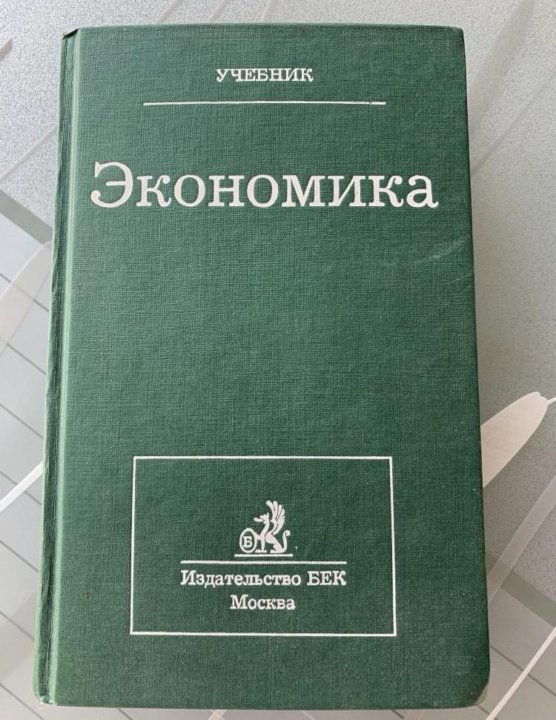 УЧЕБНИК
Экономика
Б
Издательство БЕК
Москва